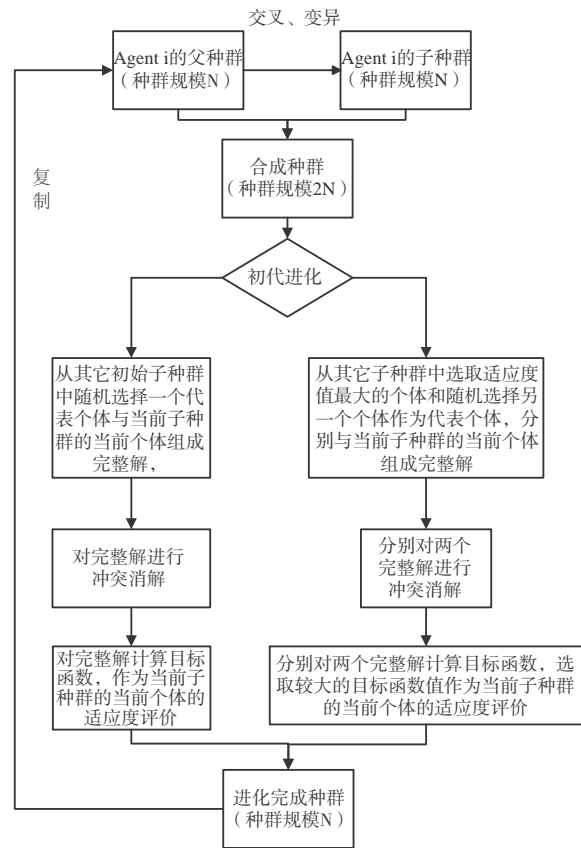 交叉、变异
Agent i的父种群
（种群规模N）
Agent i的子种群
（种群规模N）
合成种群
（种群规模2N）
复
制
初代进化
从其它初始子种群
中随机选择一个代
表个体与当前子种
群的当前个体组成
完整解，
从其它子种群中选取适应度
值最大的个体和随机选择另
一个个体作为代表个体，分
别与当前子种群的当前个体
组成完整解
对完整解进行
冲突消解
分别对两个
完整解进行
冲突消解
对完整解计算目标
函数，作为当前子
种群的当前个体的
适应度评价
分别对两个完整解计算目标函数，选
取较大的目标函数值作为当前子种群
的当前个体的适应度评价
进化完成种群
（种群规模N）